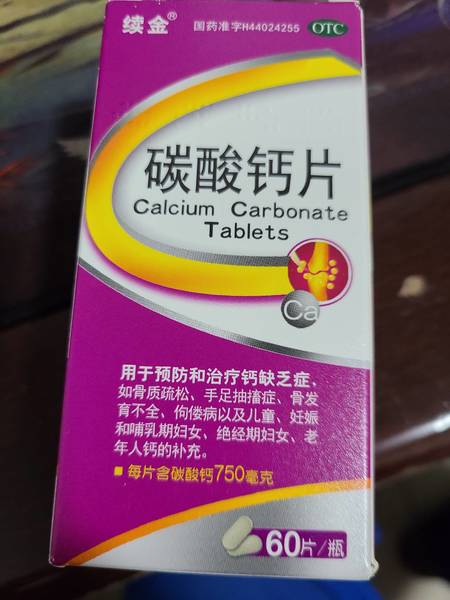 续金® 国药准字H44024255 OTC
碳酸钙片
Calcium Carbonate
Tablets
Ca
用于预防和治疗钙缺乏症，
如骨质疏松、手足抽搐症、骨发
育不全、佝偻病以及儿童、妊娠
和哺乳期妇女、绝经期妇女、老
年人钙的补充。
每片含碳酸钙750毫克
60片/瓶